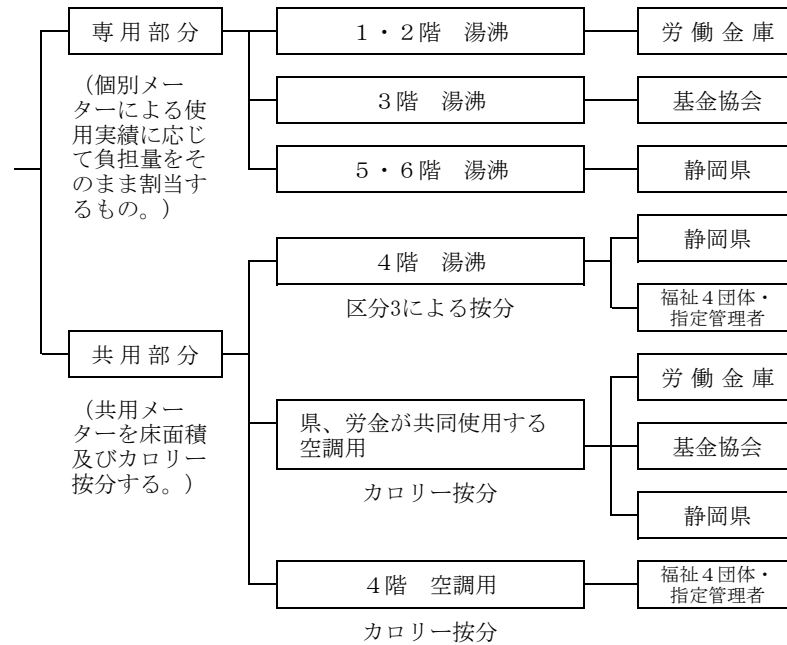 専用部分
(個別メー
ターによる使
用実績に応じ
て負担量をそ
のまま割当す
るもの。)
1・2階 湯沸
労働金庫
3階 湯沸
基金協会
5・6階 湯沸
静岡県
共用部分
(共用メー
ターを床面積
及びカロリー
按分する。)
4階 湯沸
区分3による按分
静岡県
福祉4団体・
指定管理者
県、労金が共同使用する
空調用
カロリー按分
労働金庫
基金協会
静岡県
4階 空調用
カロリー按分
福祉4団体・
指定管理者